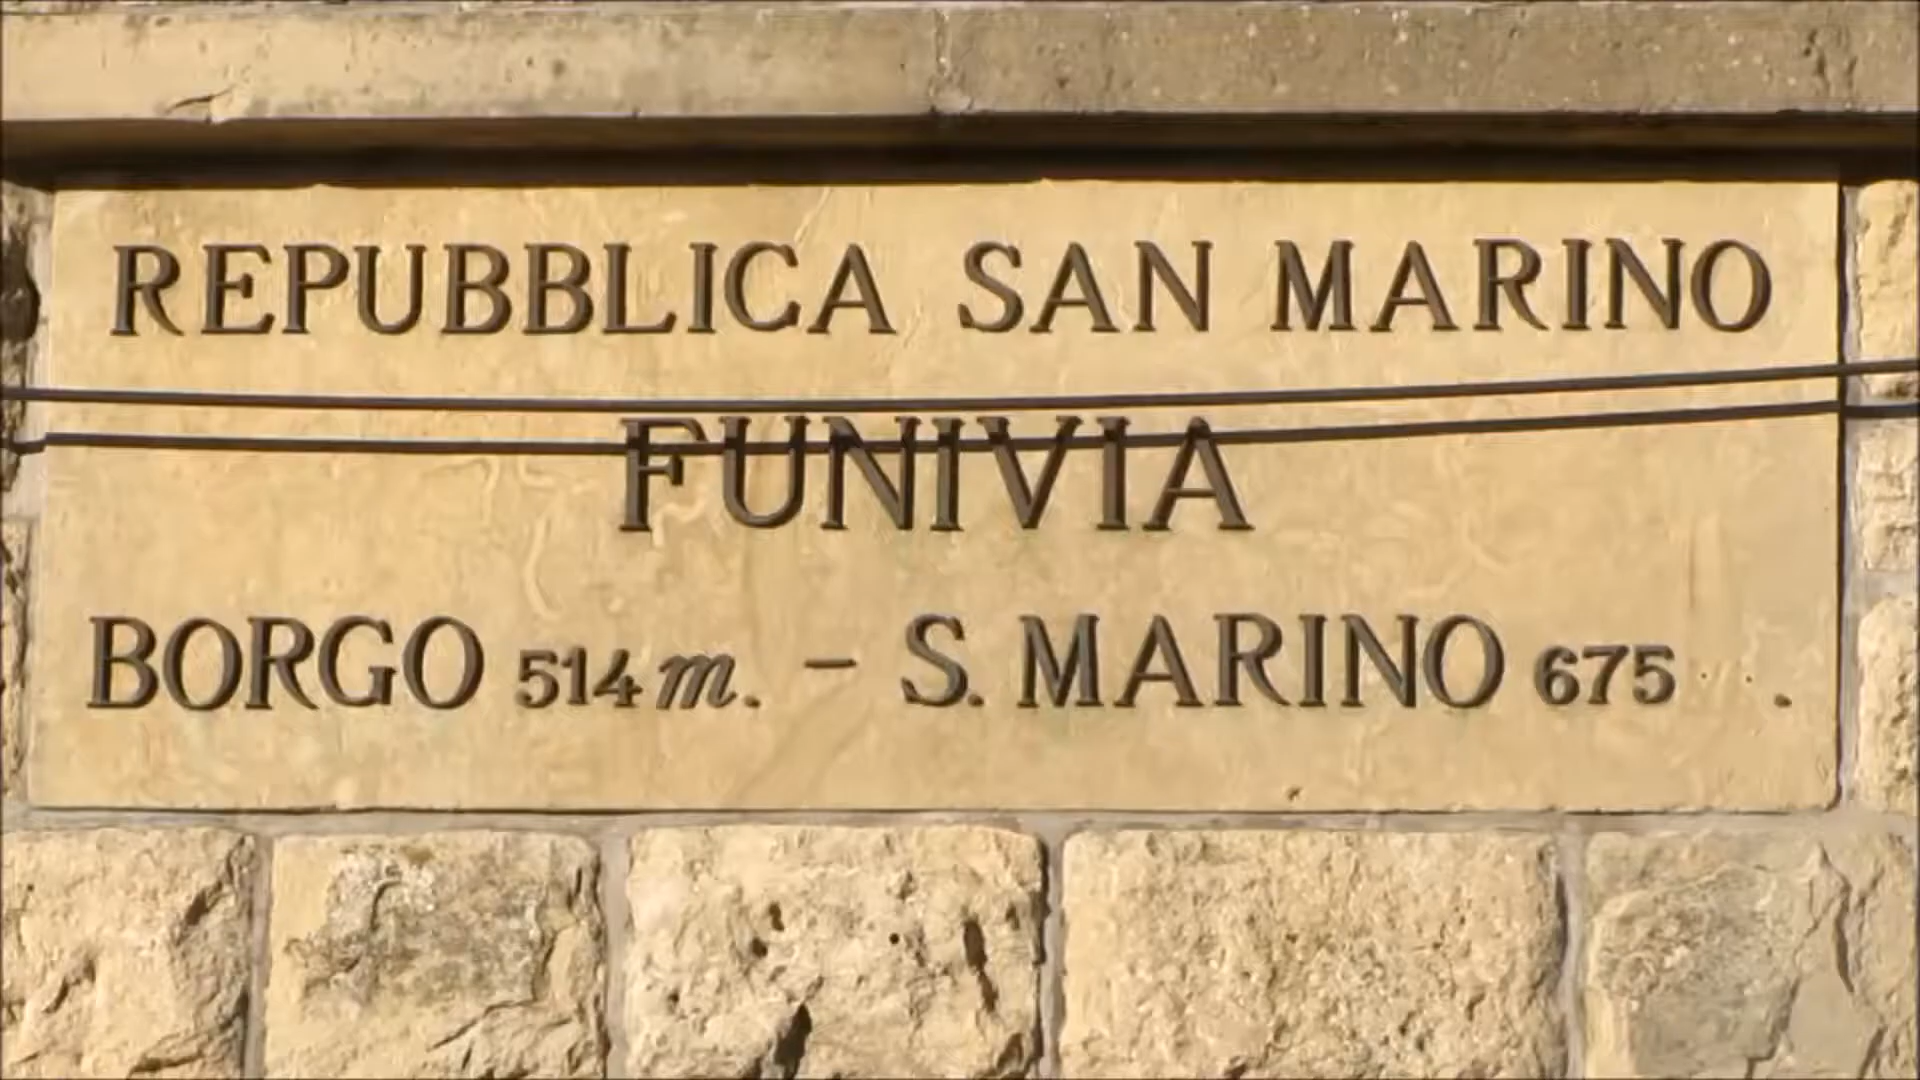 REPUBBLICA SAN MARINO
FUNIVIA
BORGO 514 m. - S. MARINO 675 .